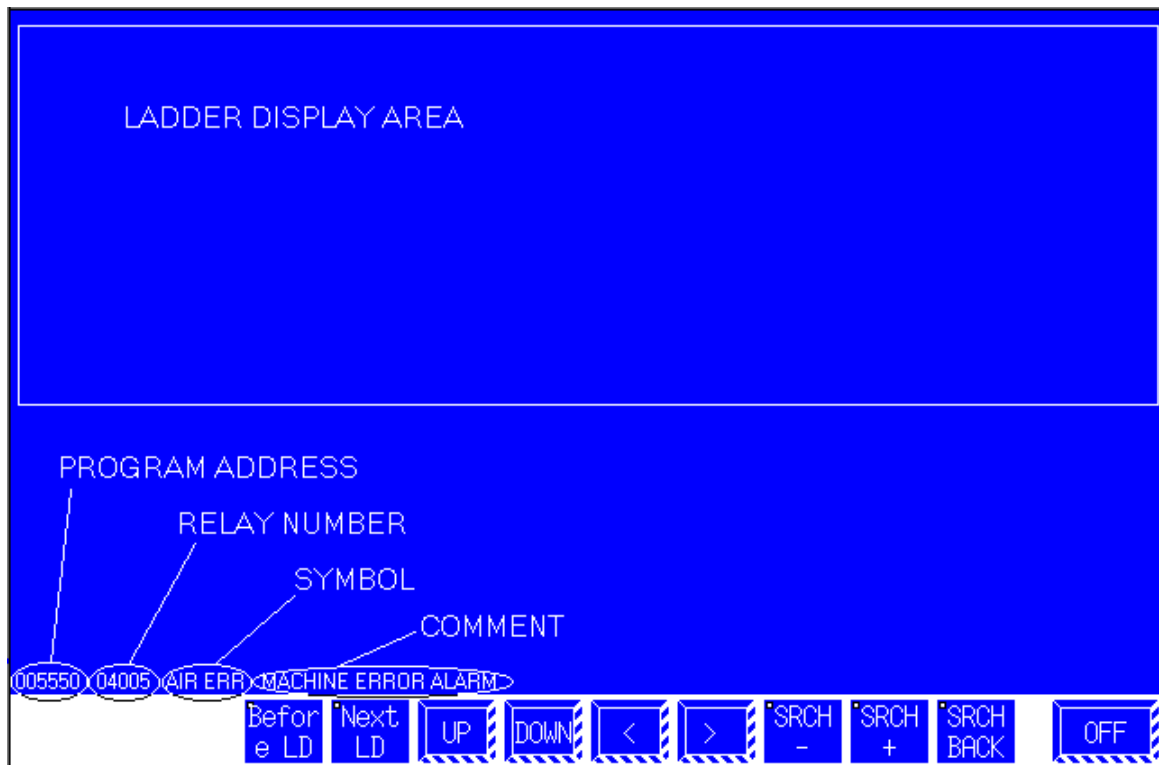 LADDER DISPLAY AREA
PROGRAM ADDRESS
RELAY NUMBER
SYMBOL
COMMENT
005550 04005 AIR ERR MACHINE ERROR ALARM
Befor
e LD
Next
LD
UP
DOWN
<
>
SRCH
-
SRCH
+
SRCH
BACK
OFF